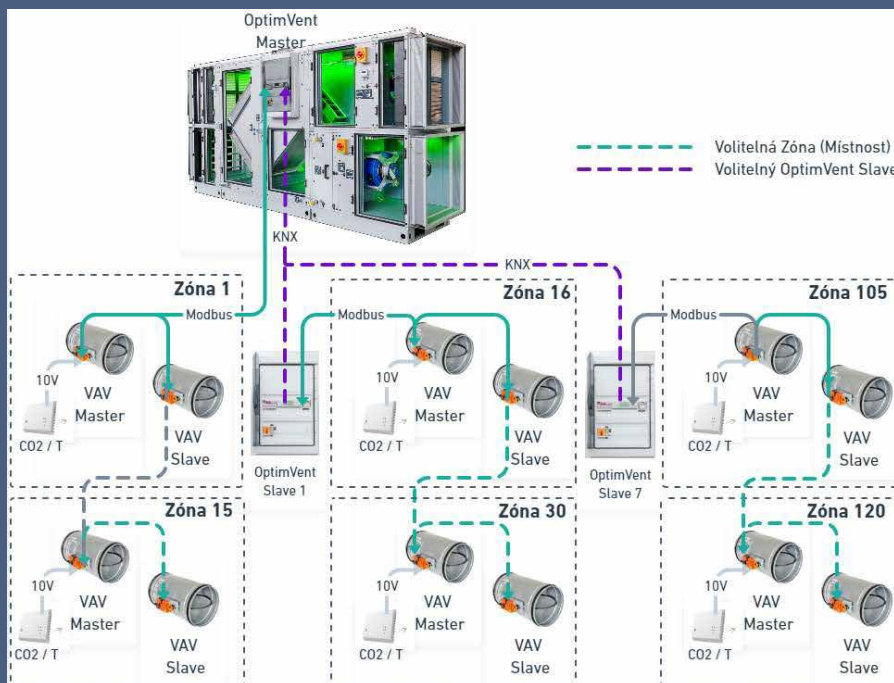 OptimVent
Master
Volitelná Zóna (Místnost)
Volitelný OptimVent Slave
KNX
KNX
Zóna 1
Zóna 16
Zóna 105
Modbus
Modbus
Modbus
10V
VAV
Master
CO2 / T
VAV
Slave
OptimVent
Slave 1
10V
VAV
Master
CO2 / T
VAV
Slave
OptimVent
Slave 7
10V
VAV
Master
CO2 / T
VAV
Slave
Zóna 15
Zóna 30
Zóna 120
10V
VAV
Master
CO2 / T
VAV
Slave
10V
VAV
Master
CO2 / T
VAV
Slave
10V
VAV
Master
CO2 / T
VAV
Slave